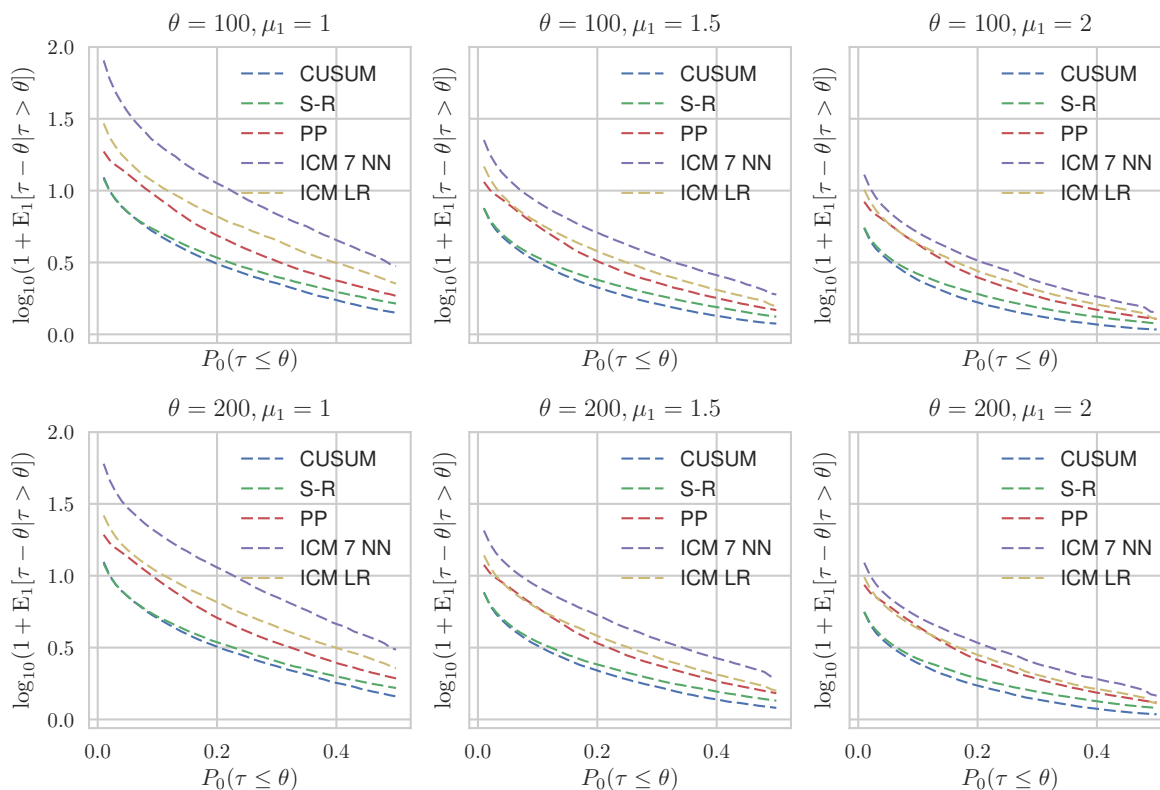 θ = 100, μ₁ = 1
log₁₀(1 + E₁[τ − θ|τ > θ])
2.0
1.5
1.0
0.5
0.0
CUSUM
S-R
PP
ICM 7 NN
ICM LR
P₀(τ ≤ θ)
θ = 100, μ₁ = 1.5
log₁₀(1 + E₁[τ − θ|τ > θ])
CUSUM
S-R
PP
ICM 7 NN
ICM LR
P₀(τ ≤ θ)
θ = 100, μ₁ = 2
log₁₀(1 + E₁[τ − θ|τ > θ])
CUSUM
S-R
PP
ICM 7 NN
ICM LR
P₀(τ ≤ θ)
θ = 200, μ₁ = 1
log₁₀(1 + E₁[τ − θ|τ > θ])
2.0
1.5
1.0
0.5
0.0
CUSUM
S-R
PP
ICM 7 NN
ICM LR
0.0 0.2 0.4
P₀(τ ≤ θ)
θ = 200, μ₁ = 1.5
log₁₀(1 + E₁[τ − θ|τ > θ])
CUSUM
S-R
PP
ICM 7 NN
ICM LR
0.0 0.2 0.4
P₀(τ ≤ θ)
θ = 200, μ₁ = 2
log₁₀(1 + E₁[τ − θ|τ > θ])
CUSUM
S-R
PP
ICM 7 NN
ICM LR
0.0 0.2 0.4
P₀(τ ≤ θ)